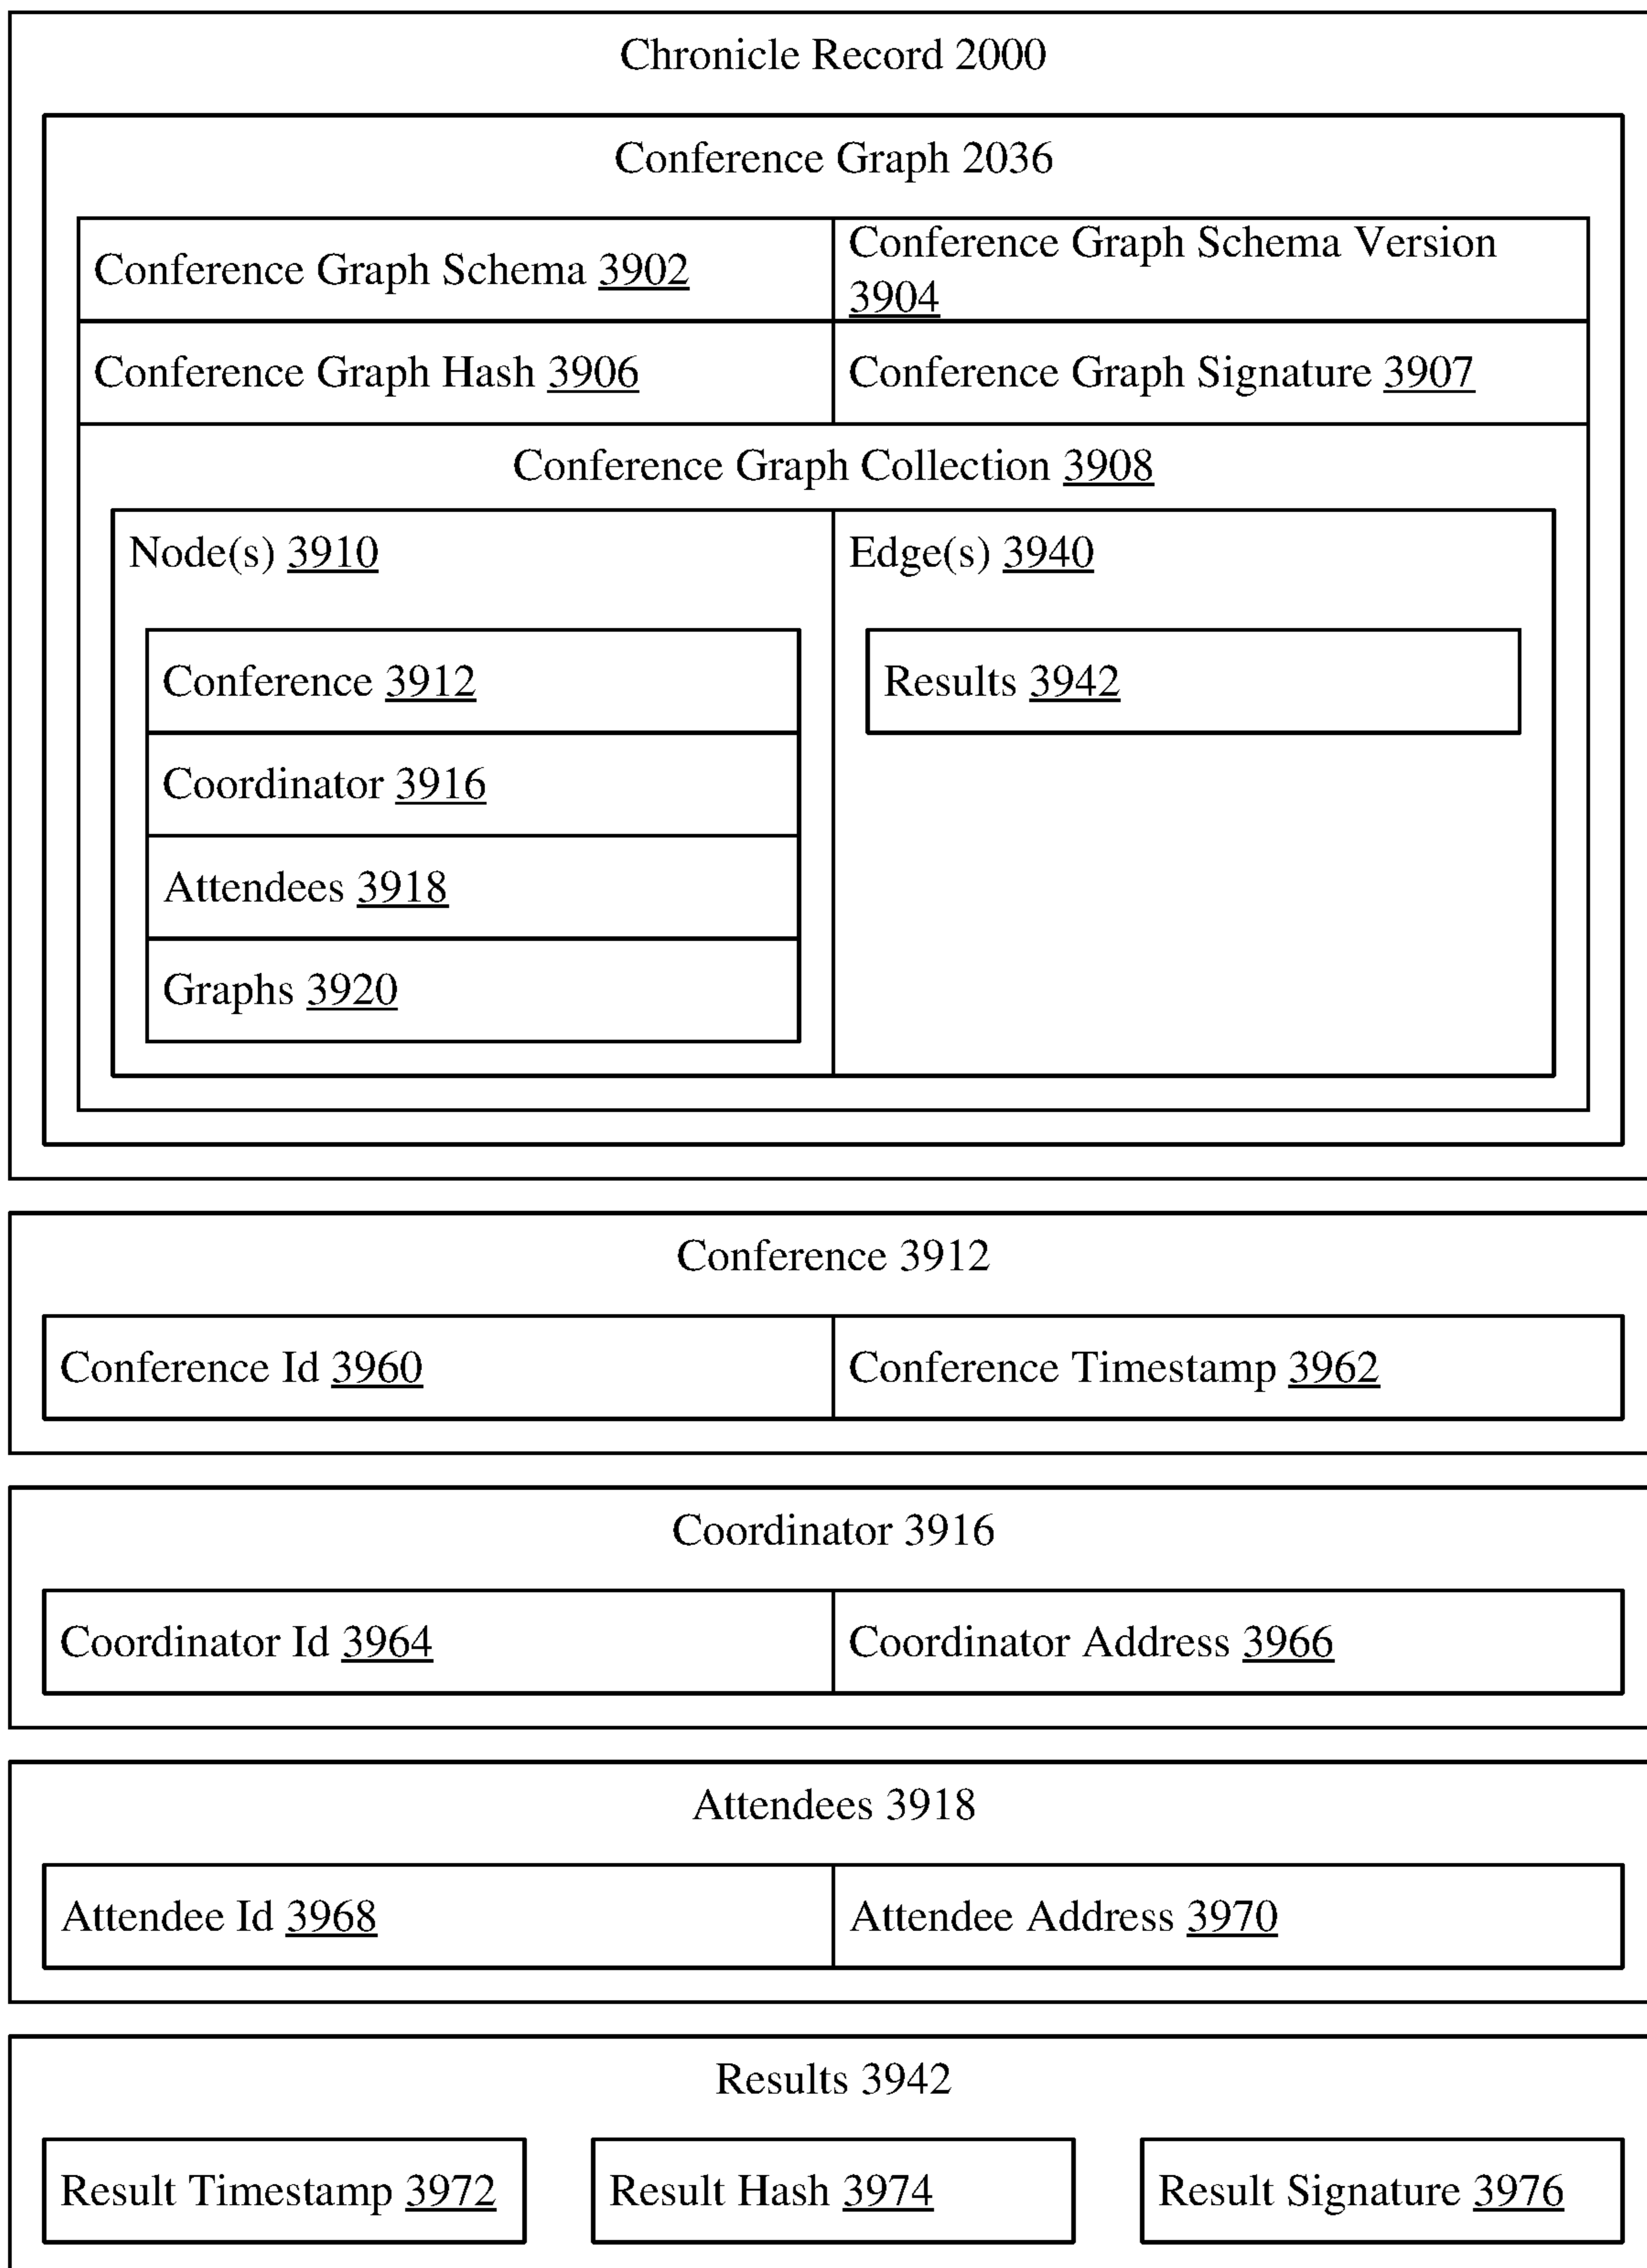 Chronicle Record 2000
Conference Graph 2036
Conference Graph Schema 3902
Conference Graph Schema Version
3904
Conference Graph Hash 3906
Conference Graph Signature 3907
Conference Graph Collection 3908
Node(s) 3910
Edge(s) 3940
Conference 3912
Results 3942
Coordinator 3916
Attendees 3918
Graphs 3920
Conference 3912
Conference Id 3960
Conference Timestamp 3962
Coordinator 3916
Coordinator Id 3964
Coordinator Address 3966
Attendees 3918
Attendee Id 3968
Attendee Address 3970
Results 3942
Result Timestamp 3972
Result Hash 3974
Result Signature 3976